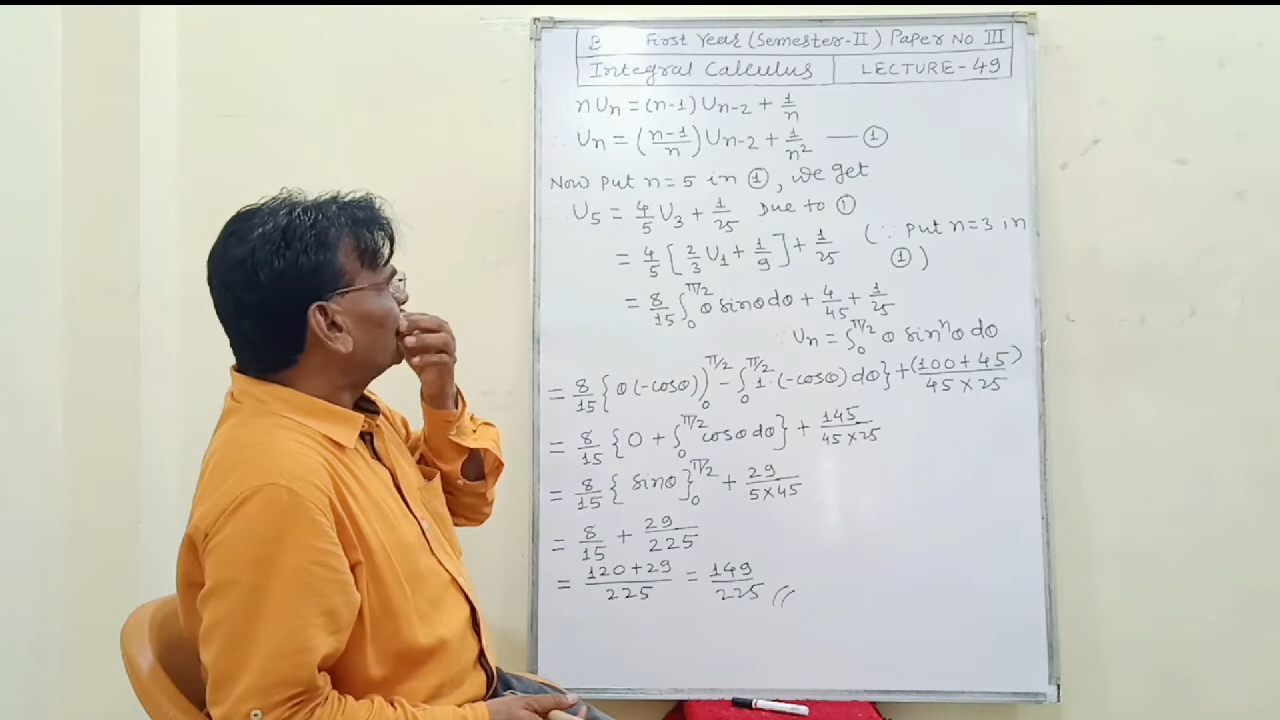 B First Year (Semester-II) Paper No III
Integral Calculus LECTURE-49
nUn = (n-1) Un-2 + 1/n
∴ Un = ((n-1)/n) Un-2 + 1/n² — ①
Now put n=5 in ①, we get
U5 = 4/5 U3 + 1/25 Due to ①
= 4/5 [2/3 U1 + 1/9] + 1/25 (∵ put n=3 in ①)
= 8/15 ∫₀^π/2 θ sinθ dθ + 4/45 + 1/25
∵ Un = ∫₀^π/2 θ sinⁿθ dθ
= 8/15 {θ(-cosθ))₀^π/2 - ∫₀^π/2 1·(-cosθ) dθ} + (100+45)/45×25
= 8/15 {0 + ∫₀^π/2 cosθ dθ} + 145/45×25
= 8/15 {sinθ}₀^π/2 + 29/5×45
= 8/15 + 29/225
= 120+29/225 = 149/225 //